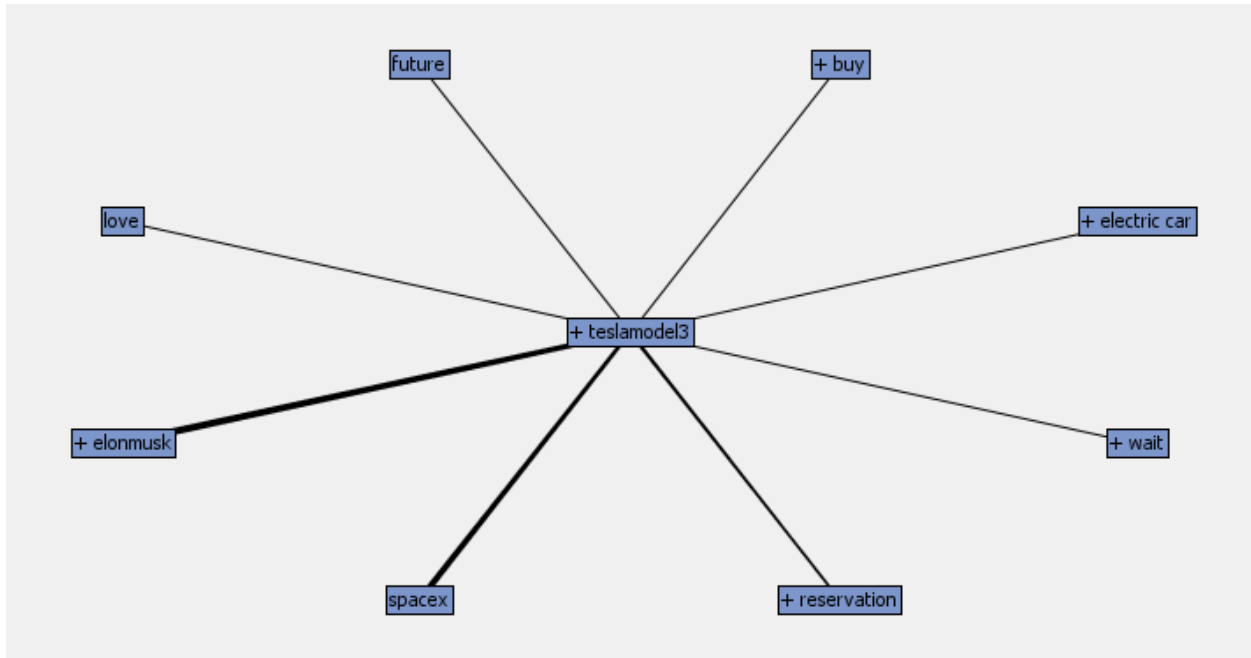 future
+ buy
love
+ electric car
+ teslamodel3
+ elonmusk
+ wait
spacex
+ reservation